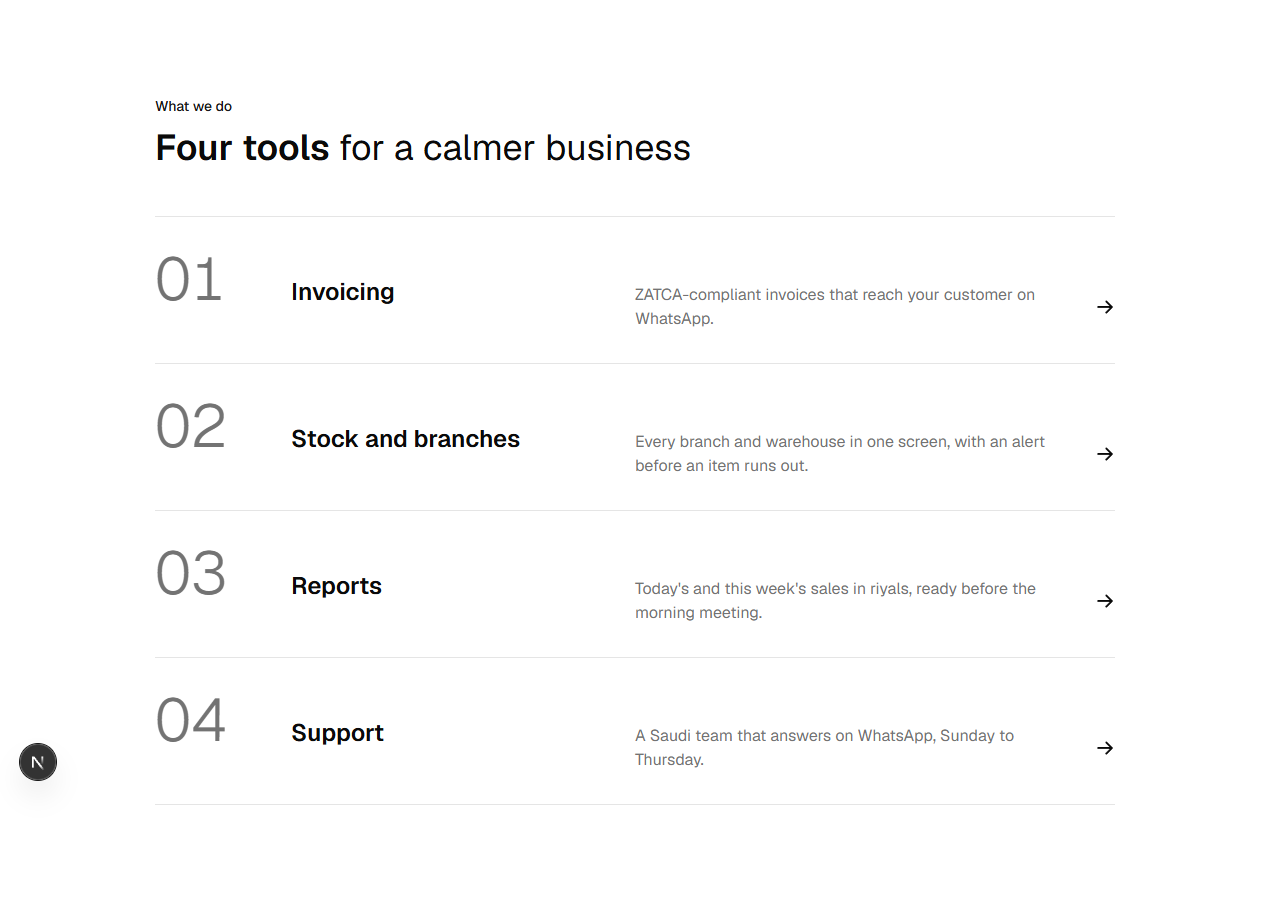 What we do
Four tools for a calmer business
01
Invoicing
ZATCA-compliant invoices that reach your customer on
WhatsApp.
02
Stock and branches
Every branch and warehouse in one screen, with an alert
before an item runs out.
03
Reports
Today's and this week's sales in riyals, ready before the
morning meeting.
04
Support
A Saudi team that answers on WhatsApp, Sunday to
Thursday.
N